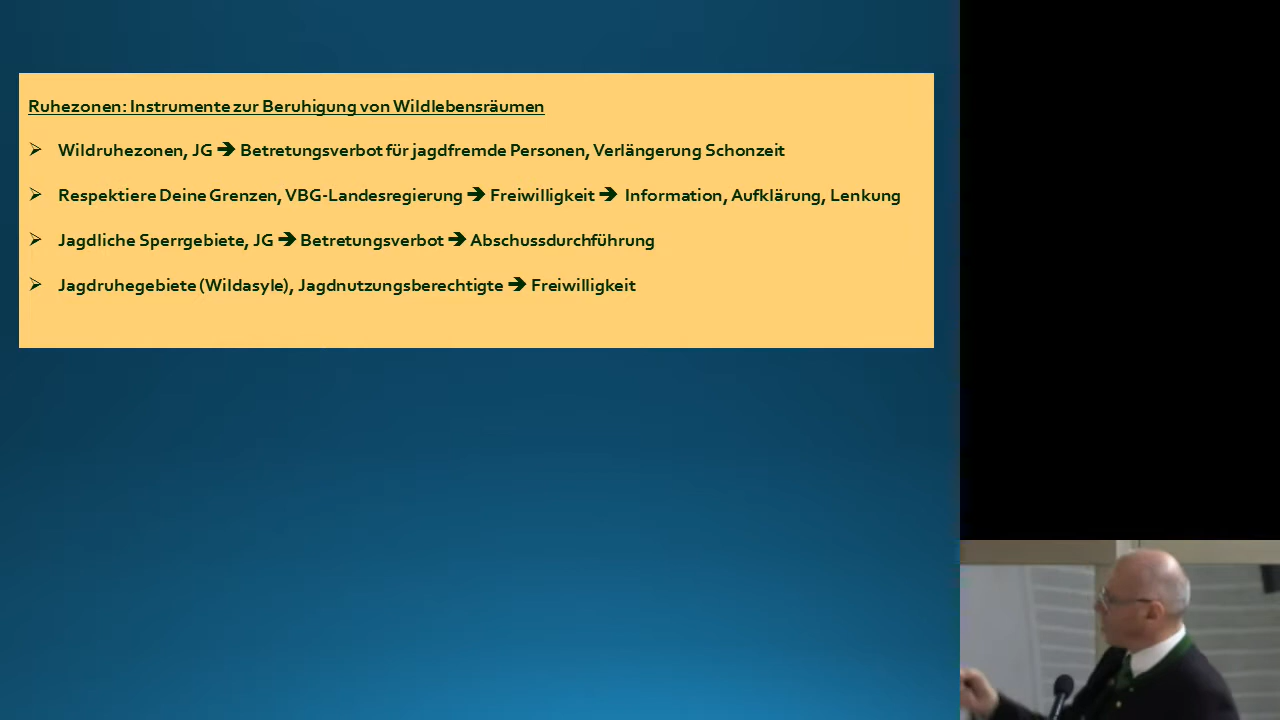 Ruhezonen: Instrumente zur Beruhigung von Wildlebensräumen
➢ Wildruhezonen, JG ➔ Betretungsverbot für jagdfremde Personen, Verlängerung Schonzeit
➢ Respektiere Deine Grenzen, VBG-Landesregierung ➔ Freiwilligkeit ➔ Information, Aufklärung, Lenkung
➢ Jagdliche Sperrgebiete, JG ➔ Betretungsverbot ➔ Abschussdurchführung
➢ Jagdruhegebiete (Wildasyle), Jagdnutzungsberechtigte ➔ Freiwilligkeit